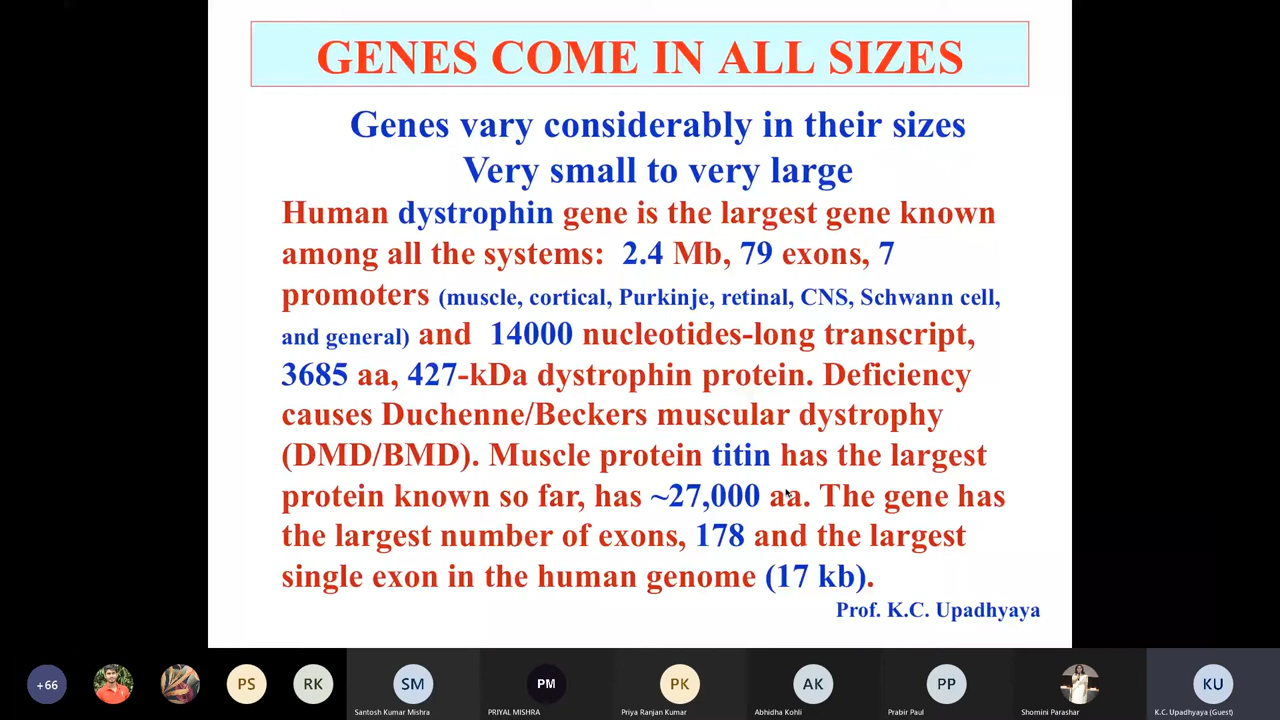 GENES COME IN ALL SIZES
Genes vary considerably in their sizes
Very small to very large
Human dystrophin gene is the largest gene known
among all the systems: 2.4 Mb, 79 exons, 7
promoters (muscle, cortical, Purkinje, retinal, CNS, Schwann cell,
and general) and 14000 nucleotides-long transcript,
3685 aa, 427-kDa dystrophin protein. Deficiency
causes Duchenne/Beckers muscular dystrophy
(DMD/BMD). Muscle protein titin has the largest
protein known so far, has ~27,000 aa. The gene has
the largest number of exons, 178 and the largest
single exon in the human genome (17 kb).
Prof. K.C. Upadhyaya
+66
PS
RK
SM
PM
PK
AK
PP
KU
Santosh Kumar Mishra
PRIYAL MISHRA
Priya Ranjan Kumar
Abhidha Kohli
Prabir Paul
Shomini Parashar
K.C. Upadhyaya (Guest)